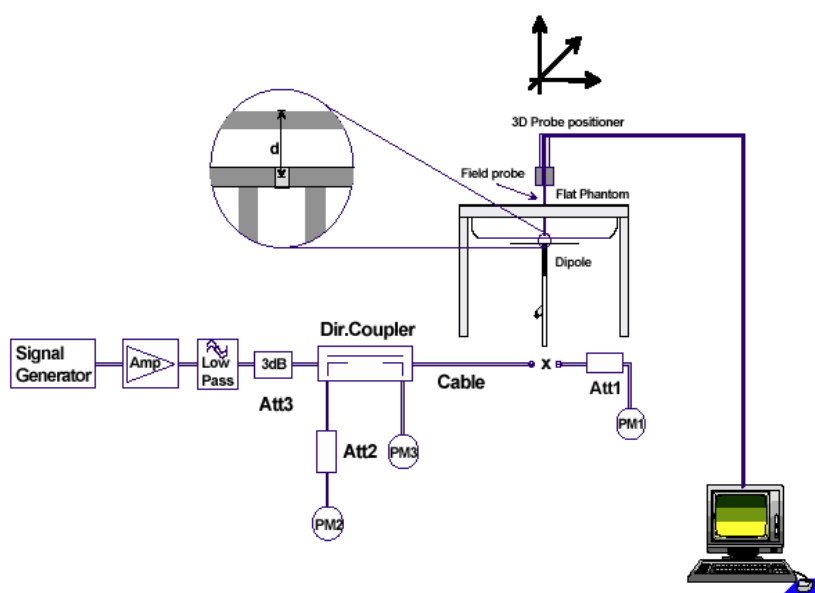 3D Probe positioner
d
Field probe
Flat Phantom
Dipole
Dir.Coupler
Signal
Generator
Amp
Low
Pass
3dB
Att3
Cable
x
Att1
PM1
Att2
PM3
PM2